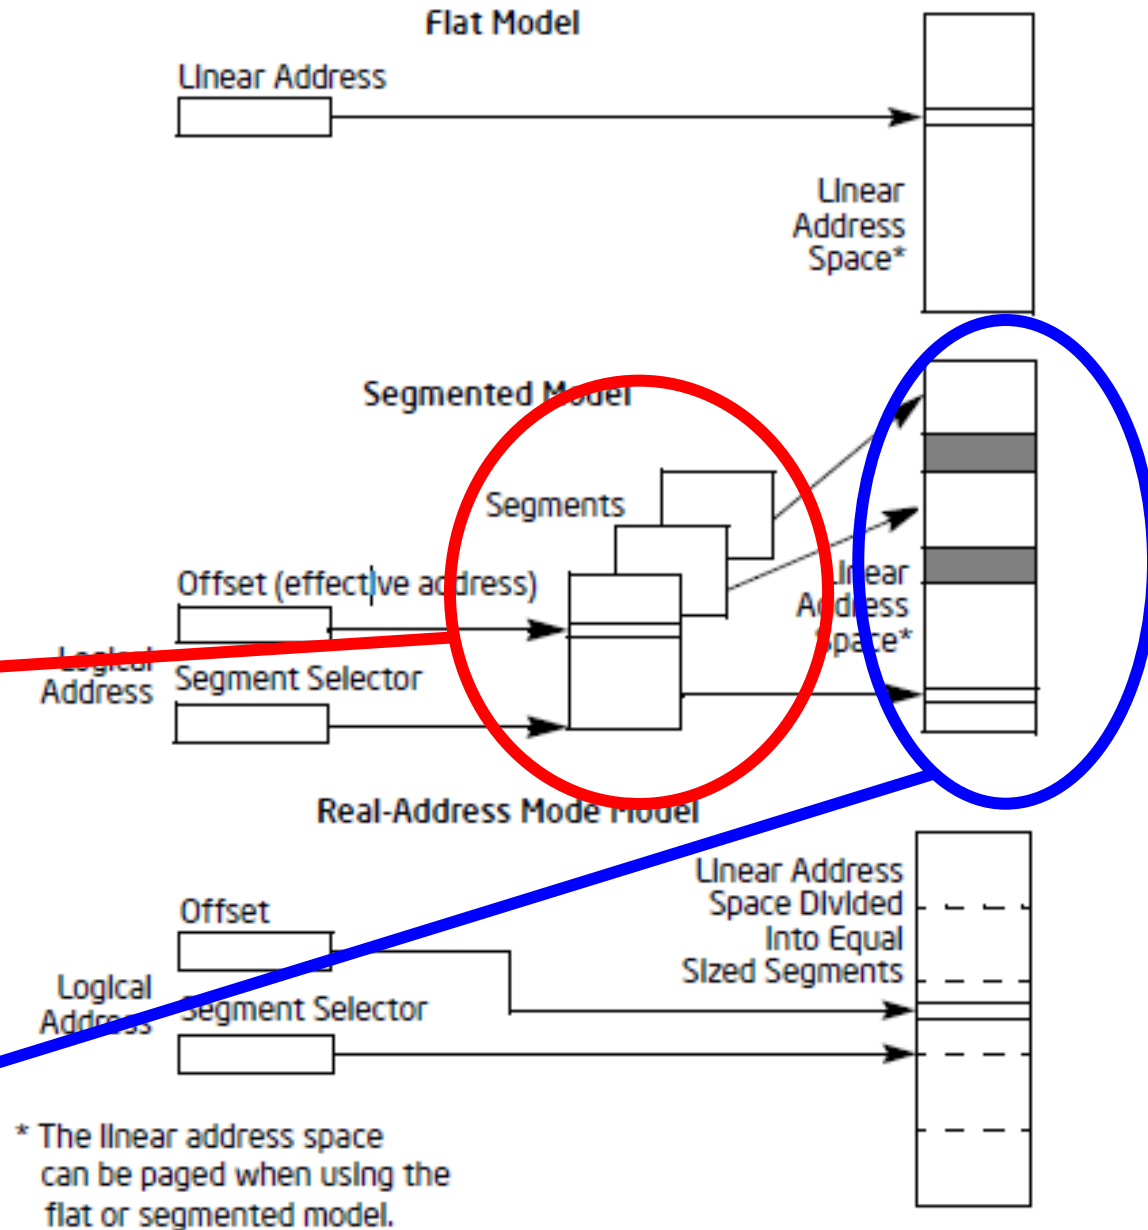 Flat Model
Linear Address
Linear
Address
Space*
Segmented Model
Segments
Offset (effective address)
Linear
Address
Space*
Logical
Address
Segment Selector
Real-Address Mode Model
Linear Address
Space Divided
Into Equal
Sized Segments
Offset
Logical
Address
Segment Selector
* The linear address space
can be paged when using the
flat or segmented model.